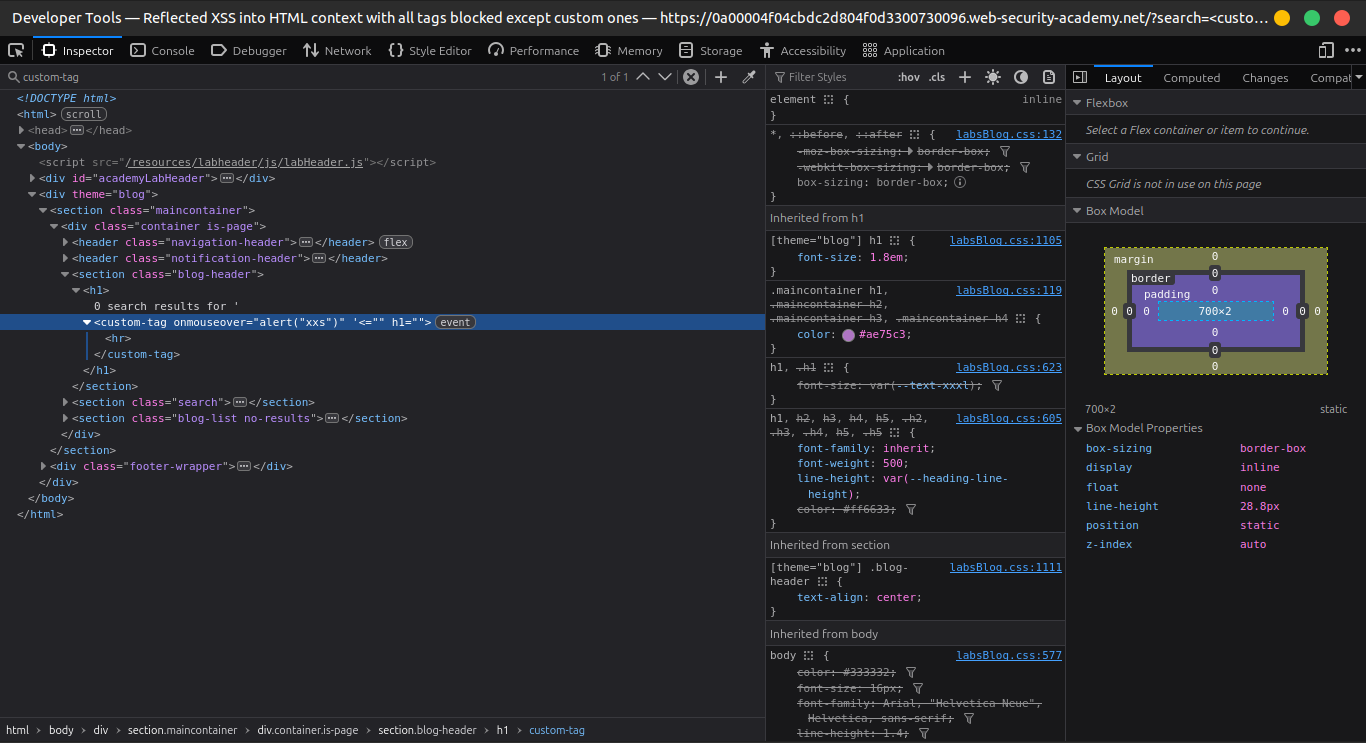 Developer Tools — Reflected XSS into HTML context with all tags blocked except custom ones — https://0a00004f04cbdc2d804f0d3300730096.web-security-academy.net/?search=<custo…
Inspector Console Debugger Network Style Editor Performance Memory Storage Accessibility Application
custom-tag 1 of 1
<!DOCTYPE html>
<html> scroll
<head></head>
<body>
<script src="/resources/labheader/js/labHeader.js"></script>
<div id="academyLabHeader"></div>
<div theme="blog">
<section class="maincontainer">
<div class="container is-page">
<header class="navigation-header"></header> flex
<header class="notification-header"></header>
<section class="blog-header">
<h1>
0 search results for '
<custom-tag onmouseover="alert("xxs")" '<="" h1=""> event
<hr>
</custom-tag>
</h1>
</section>
<section class="search"></section>
<section class="blog-list no-results"></section>
</div>
</section>
<div class="footer-wrapper"></div>
</div>
</body>
</html>
html > body > div > section.maincontainer > div.container.is-page > section.blog-header > h1 > custom-tag
Filter Styles :hov .cls
element { inline
}
*, ::before, ::after { labsBlog.css:132
-moz-box-sizing: border-box;
-webkit-box-sizing: border-box;
box-sizing: border-box;
}
Inherited from h1
[theme="blog"] h1 { labsBlog.css:1105
font-size: 1.8em;
}
.maincontainer h1, labsBlog.css:119
.maincontainer h2,
.maincontainer h3, .maincontainer h4 {
color: #ae75c3;
}
h1, .h1 { labsBlog.css:623
font-size: var(--text-xxxl);
}
h1, h2, h3, h4, h5, .h2, labsBlog.css:605
.h3, .h4, h5, .h5 {
font-family: inherit;
font-weight: 500;
line-height: var(--heading-line-
height);
color: #ff6633;
}
Inherited from section
[theme="blog"] .blog- labsBlog.css:1111
header {
text-align: center;
}
Inherited from body
body { labsBlog.css:577
color: #333332;
font-size: 16px;
font-family: Arial, "Helvetica Neue",
Helvetica, sans-serif;
line-height: 1.4;
Layout Computed Changes Compat
Flexbox
Select a Flex container or item to continue.
Grid
CSS Grid is not in use on this page
Box Model
margin 0
border 0
padding 0
0 0 0 700×2 0 0 0
0
0
0
700×2 static
Box Model Properties
box-sizing border-box
display inline
float none
line-height 28.8px
position static
z-index auto